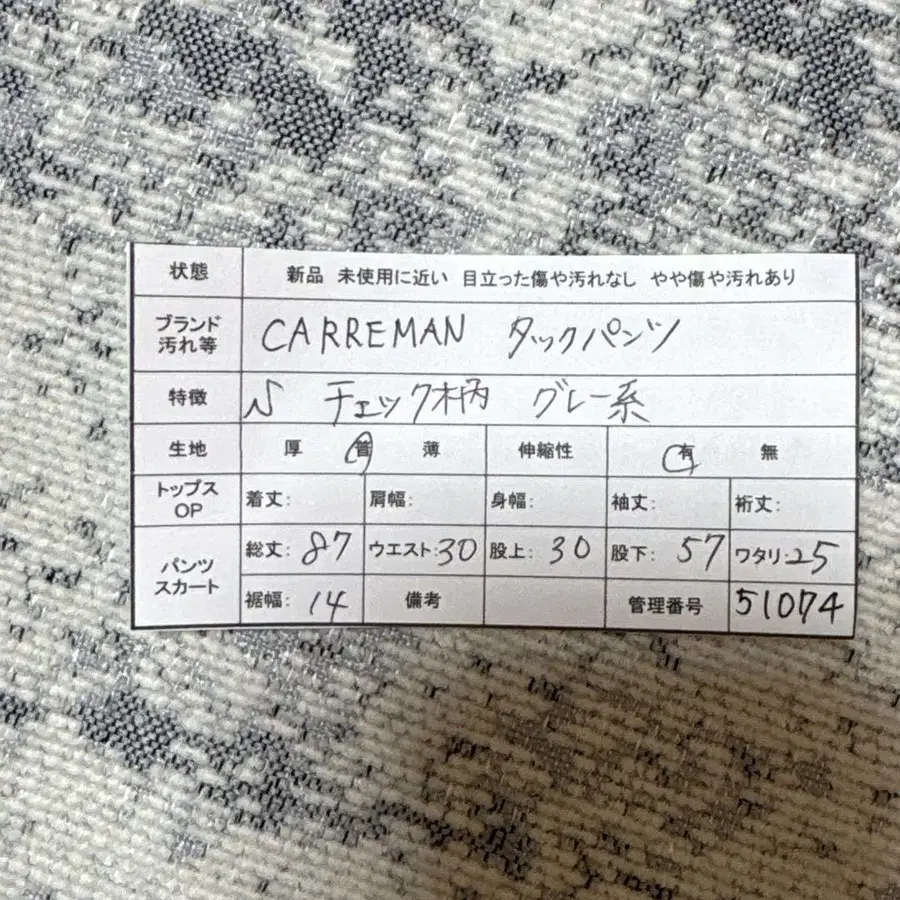 状態 新品 未使用に近い 目立った傷や汚れなし やや傷や汚れあり
ブランド
汚れ等 CARREMAN タックパンツ
特徴 S チェック柄 グレー系
生地 厚 普 薄 伸縮性 有 無
トップス
OP 着丈: 肩幅: 身幅: 袖丈: 裄丈:
パンツ
スカート 総丈: 87 ウエスト: 30 股上: 30 股下: 57 ワタリ: 25
裾幅: 14 備考 管理番号 51074